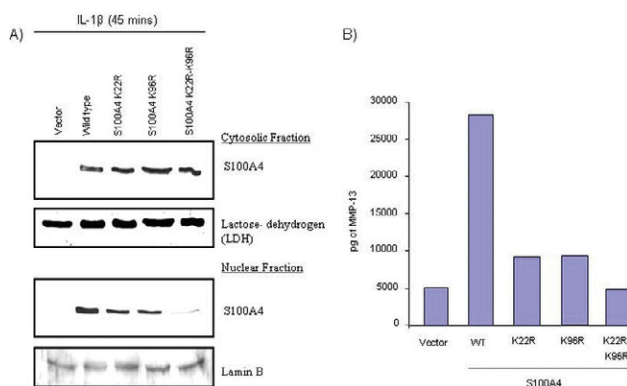 A)
IL-1β (45 mins)
Vector
Wild type
S100A4 K22R
S100A4 K96R
S100A4 K22R-K96R
Cytosolic Fraction
S100A4
Lactose- dehydrogen
(LDH)
Nuclear Fraction
S100A4
Lamin B
B)
pg of MMP-13
30000
25000
20000
15000
10000
5000
0
Vector
WT
K22R
K96R
K22R/
K96R
S100A4